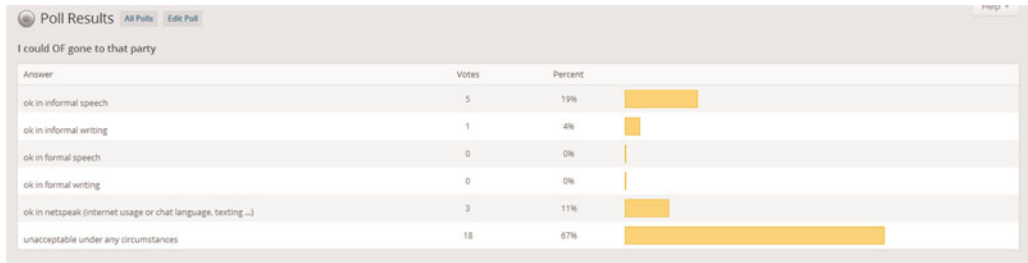 Help
Poll Results All Polls Edit Poll
I could OF gone to that party
Answer Votes Percent
ok in informal speech 5 19%
ok in informal writing 1 4%
ok in formal speech 0 0%
ok in formal writing 0 0%
ok in netspeak (internet usage or chat language, texting ...) 3 11%
unacceptable under any circumstances 18 67%